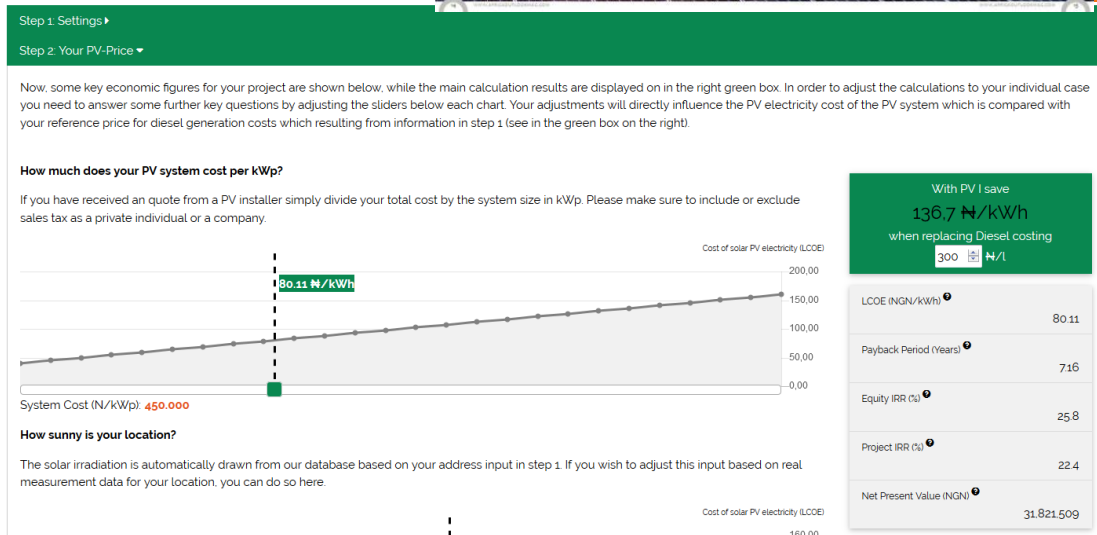 Step 1: Settings
Step 2: Your PV-Price
Now, some key economic figures for your project are shown below, while the main calculation results are displayed on in the right green box. In order to adjust the calculations to your individual case
you need to answer some further key questions by adjusting the sliders below each chart. Your adjustments will directly influence the PV electricity cost of the PV system which is compared with
your reference price for diesel generation costs which resulting from information in step 1 (see in the green box on the right).
How much does your PV system cost per kWp?
If you have received an quote from a PV installer simply divide your total cost by the system size in kWp. Please make sure to include or exclude
sales tax as a private individual or a company.
Cost of solar PV electricity (LCOE)
200,00
80.11 ₦/kWh
150,00
100,00
50,00
0,00
System Cost (N/kWp): 450.000
How sunny is your location?
The solar irradiation is automatically drawn from our database based on your address input in step 1. If you wish to adjust this input based on real
measurement data for your location, you can do so here.
Cost of solar PV electricity (LCOE)
160,00
With PV I save
136,7 ₦/kWh
when replacing Diesel costing
300 ₦/l
LCOE (NGN/kWh)
80.11
Payback Period (Years)
7.16
Equity IRR (%)
25.8
Project IRR (%)
22.4
Net Present Value (NGN)
31.821.509